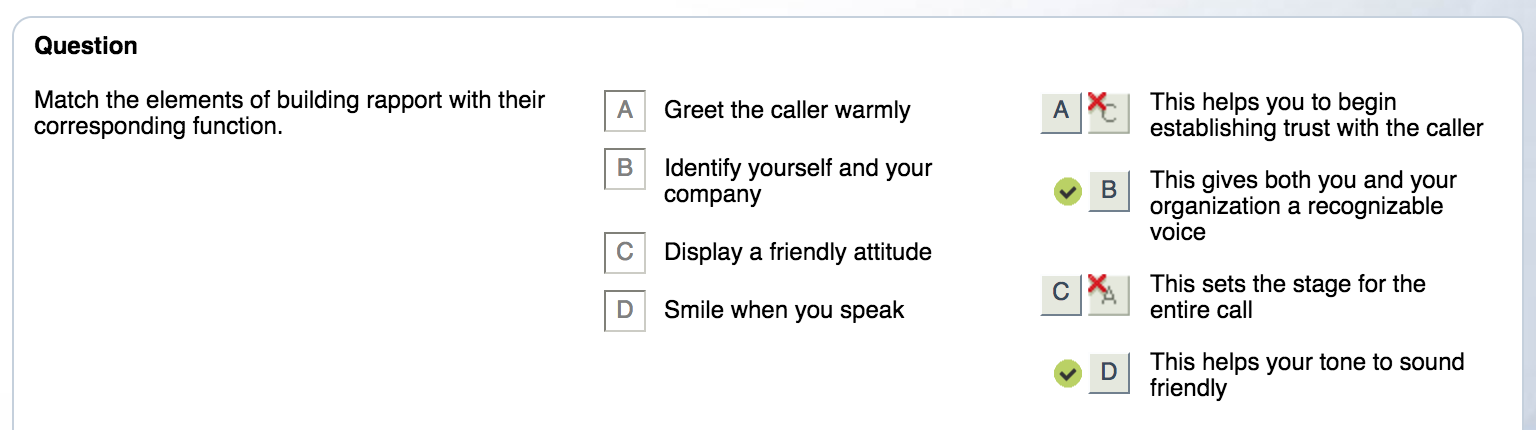 Question
Match the elements of building rapport with their
corresponding function.
A Greet the caller warmly
B Identify yourself and your
company
C Display a friendly attitude
D Smile when you speak
A C This helps you to begin
establishing trust with the caller
B This gives both you and your
organization a recognizable
voice
C A This sets the stage for the
entire call
D This helps your tone to sound
friendly